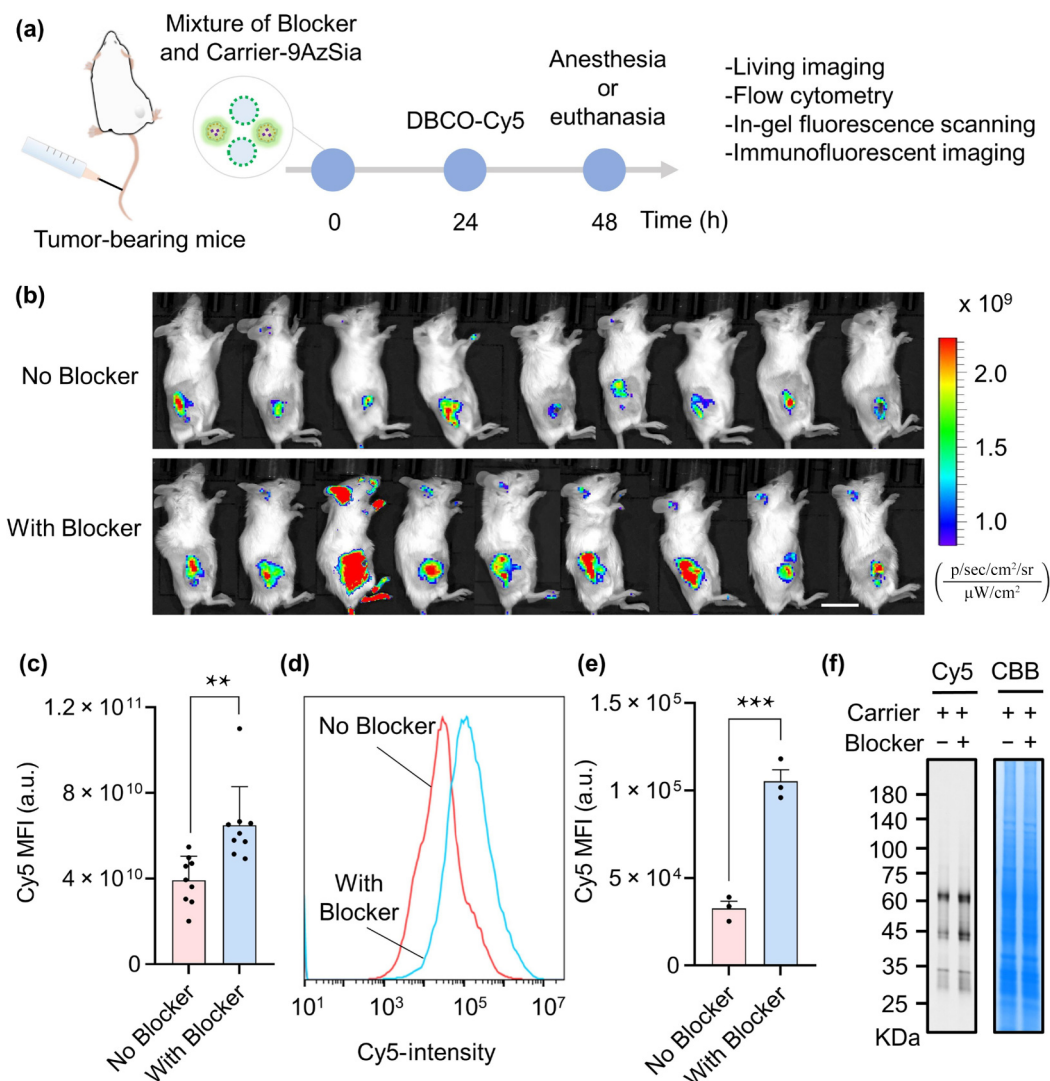 (a)
Mixture of Blocker
and Carrier-9AzSia
Tumor-bearing mice
DBCO-Cy5
Anesthesia
or
euthanasia
0
24
48
Time (h)
-Living imaging
-Flow cytometry
-In-gel fluorescence scanning
-Immunofluorescent imaging
(b)
No Blocker
With Blocker
x 10⁹
2.0
1.5
1.0
p/sec/cm²/sr
µW/cm²
(c)
Cy5 MFI (a.u.)
1.2 × 10¹¹
8 × 10¹⁰
4 × 10¹⁰
0
**
No Blocker
With Blocker
(d)
No Blocker
With
Blocker
10¹
10³
10⁵
10⁷
Cy5-intensity
(e)
Cy5 MFI (a.u.)
1 × 10⁵
1 × 10⁵
5 × 10⁴
0
***
No Blocker
With Blocker
(f)
Cy5 CBB
Carrier + + + +
Blocker − + − +
180
140
100
75
60
45
35
25
KDa